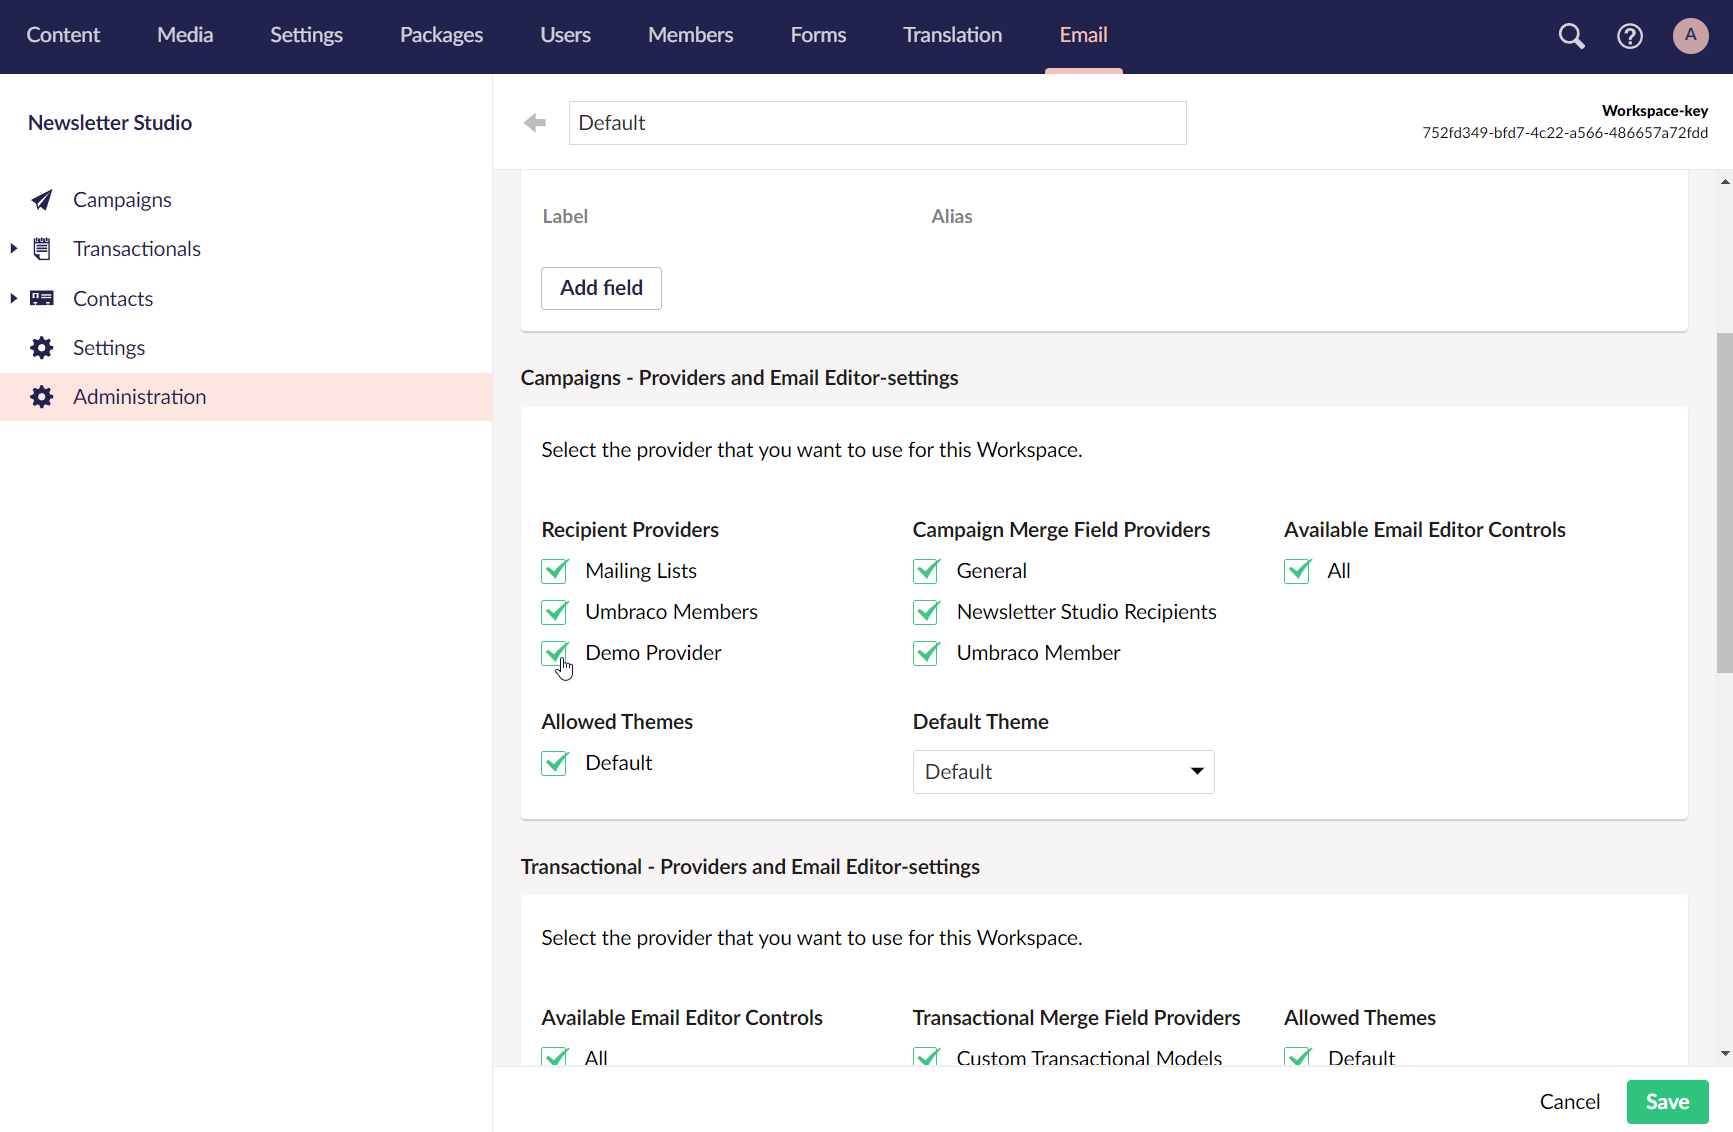 Content Media Settings Packages Users Members Forms Translation Email A
Newsletter Studio
Campaigns
Transactionals
Contacts
Settings
Administration
Default
Workspace-key
752fd349-bfd7-4c22-a566-486657a72fdd
Label Alias
Add field
Campaigns - Providers and Email Editor-settings
Select the provider that you want to use for this Workspace.
Recipient Providers Campaign Merge Field Providers Available Email Editor Controls
Mailing Lists General All
Umbraco Members Newsletter Studio Recipients
Demo Provider Umbraco Member
Allowed Themes Default Theme
Default Default
Transactional - Providers and Email Editor-settings
Select the provider that you want to use for this Workspace.
Available Email Editor Controls Transactional Merge Field Providers Allowed Themes
All Custom Transactional Models Default
Cancel Save